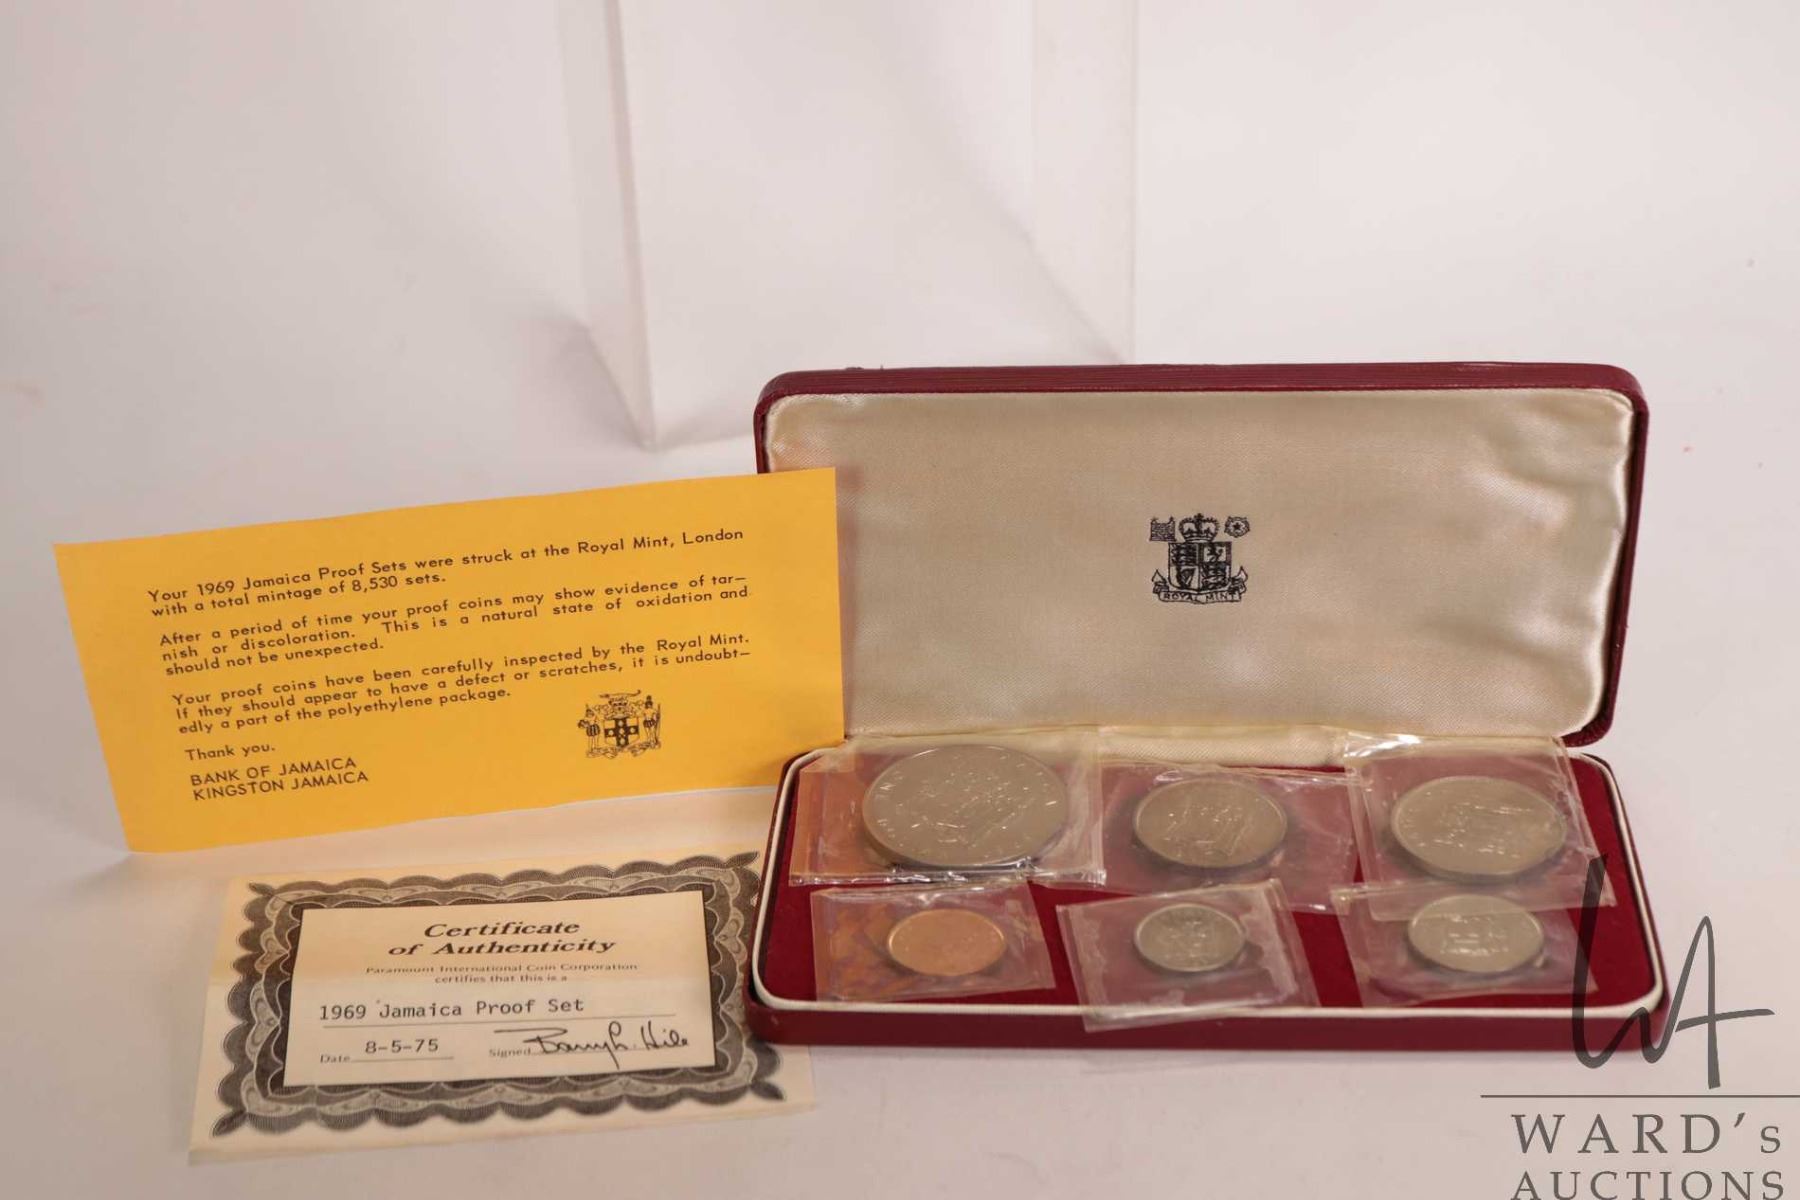 Your 1969 Jamaica Proof Sets were struck at the Royal Mint, London
with a total mintage of 8,530 sets.
After a period of time your proof coins may show evidence of tar-
nish or discoloration. This is a natural state of oxidation and
should not be unexpected.
Your proof coins have been carefully inspected by the Royal Mint.
If they should appear to have a defect or scratches, it is undoubt-
edly a part of the polyethylene package.
Thank you.
BANK OF JAMAICA
KINGSTON JAMAICA
Certificate
of Authenticity
Paramount International Coin Corporation
certifies that this is a
1969 Jamaica Proof Set
Date 8-5-75 Signed
ROYAL MINT
WARD's
AUCTIONS